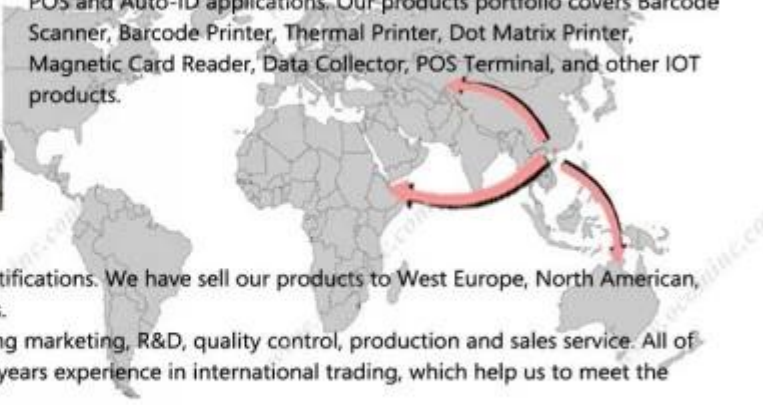 POS and Auto-ID applications. Our products portfolio covers Barcode
Scanner, Barcode Printer, Thermal Printer, Dot Matrix Printer,
Magnetic Card Reader, Data Collector, POS Terminal, and other IOT
products.
tifications. We have sell our products to West Europe, North American,
ng marketing, R&D, quality control, production and sales service. All of
years experience in international trading, which help us to meet the